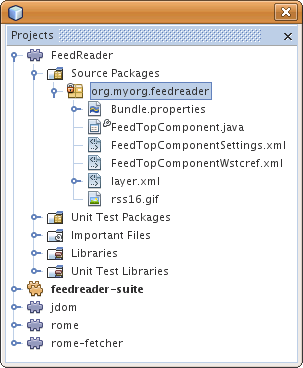 Projects
FeedReader
Source Packages
org.myorg.feedreader
Bundle.properties
FeedTopComponent.java
FeedTopComponentSettings.xml
FeedTopComponentWstcref.xml
layer.xml
rss16.gif
Unit Test Packages
Important Files
Libraries
Unit Test Libraries
feedreader-suite
jdom
rome
rome-fetcher